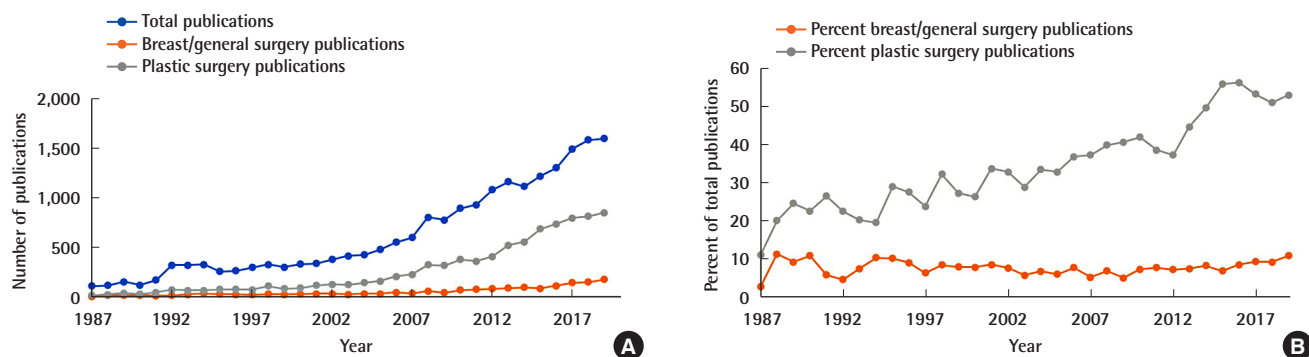 Total publications
Breast/general surgery publications
Plastic surgery publications
Number of publications
2,000
1,500
1,000
500
0
1987 1992 1997 2002 2007 2012 2017
Year
A
Percent breast/general surgery publications
Percent plastic surgery publications
Percent of total publications
60
50
40
30
20
10
0
1987 1992 1997 2002 2007 2012 2017
Year
B